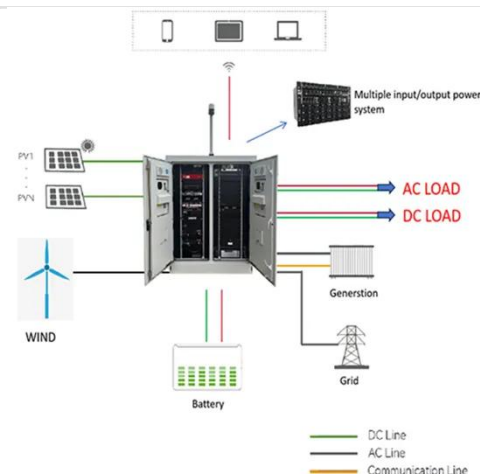 Multiple input/output power
system
PV1
PVN
AC LOAD
DC LOAD
WIND
Generstion
Grid
Battery
DC Line
AC Line
Communication Line